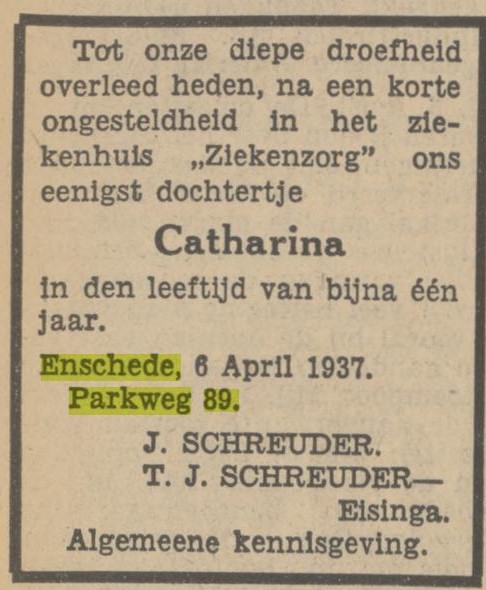 Tot onze diepe droefheid
overleed heden, na een korte
ongesteldheid in het zie-
kenhuis „Ziekenzorg” ons
eenigst dochtertje
Catharina
in den leeftijd van bijna één
jaar.
Enschede, 6 April 1937.
Parkweg 89.
J. SCHREUDER.
T. J. SCHREUDER—
Eisinga.
Algemeene kennisgeving.